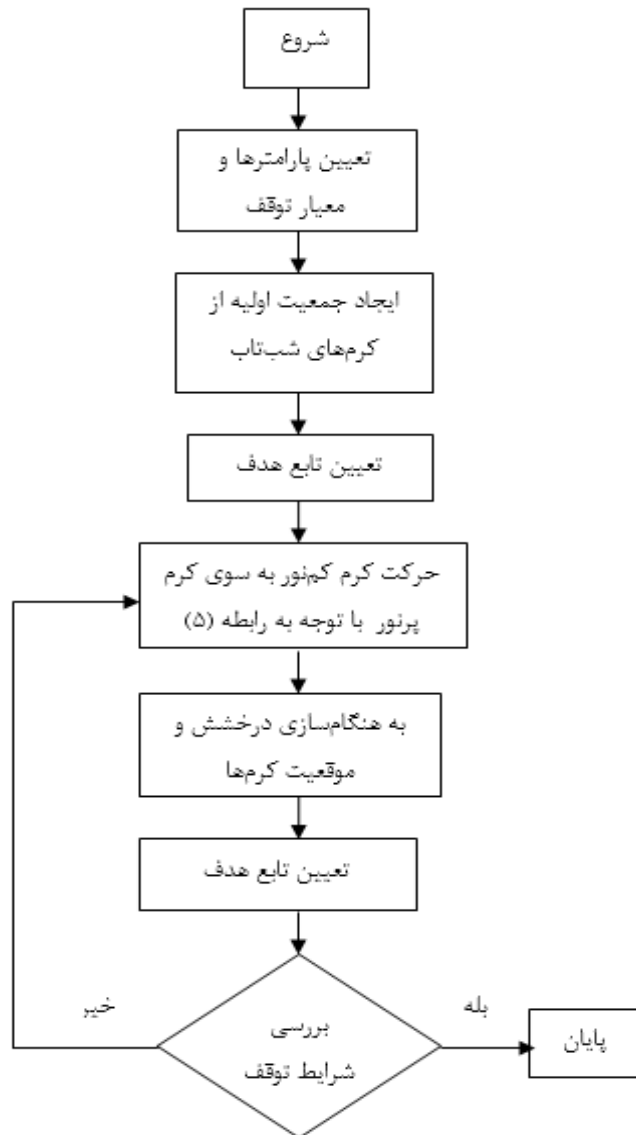 شروع
تعیین پارامترها و
معیار توقف
ایجاد جمعیت اولیه از
کرم‌های شب‌تاب
تعیین تابع هدف
حرکت کرم کم‌نور به سوی کرم
پرنور با توجه به رابطه (۵)
به هنگام‌سازی درخشش و
موقعیت کرم‌ها
تعیین تابع هدف
بررسی
شرایط توقف
خیر
بله
پایان